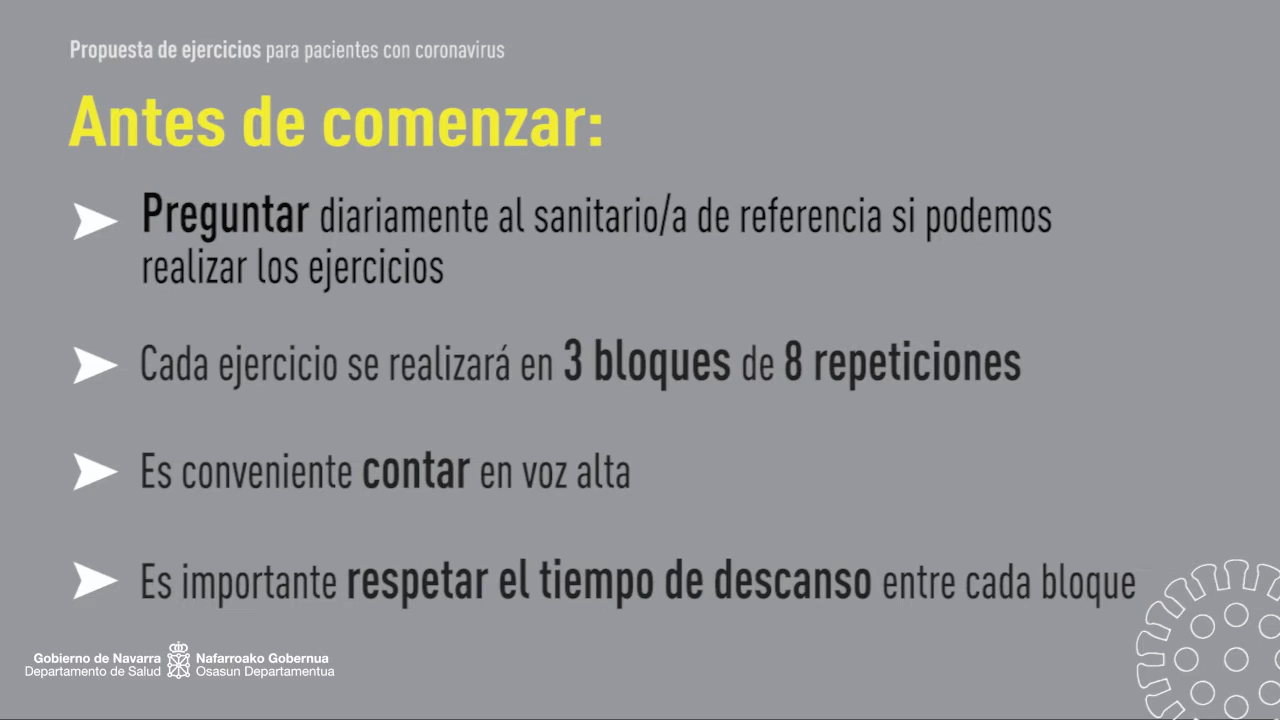 Propuesta de ejercicios para pacientes con coronavirus
Antes de comenzar:
Preguntar diariamente al sanitario/a de referencia si podemos
realizar los ejercicios
Cada ejercicio se realizará en 3 bloques de 8 repeticiones
Es conveniente contar en voz alta
Es importante respetar el tiempo de descanso entre cada bloque
Gobierno de Navarra Nafarroako Gobernua
Departamento de Salud Osasun Departamentua